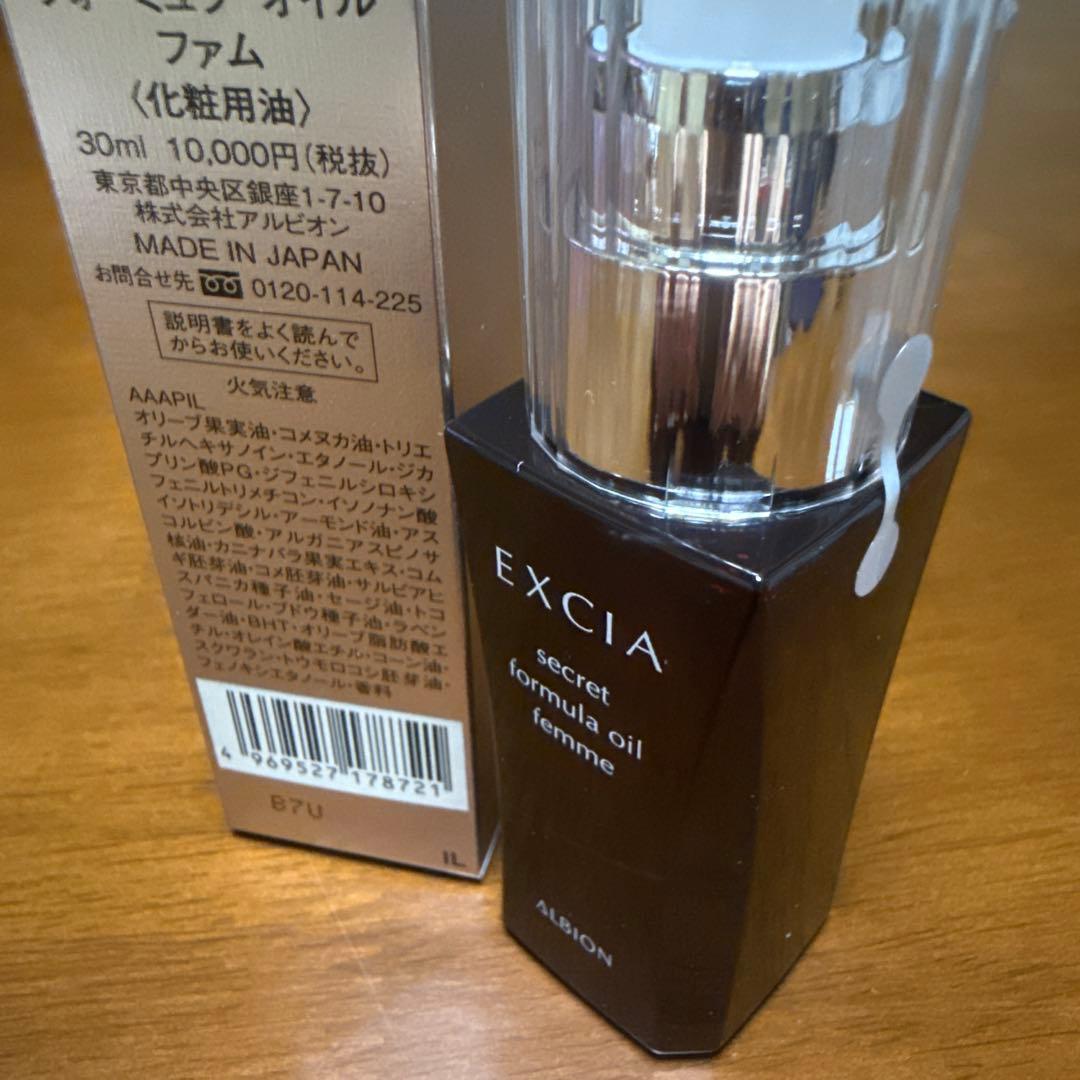 フォーミュラ オイル
ファム
〈化粧用油〉
30ml 10,000円(税抜)
東京都中央区銀座1-7-10
株式会社アルビオン
MADE IN JAPAN
お問合せ先 0120-114-225
説明書をよく読んで
からお使いください。
火気注意
AAAPIL
オリーブ果実油・コメヌカ油・トリエ
チルヘキサノイン・エタノール・ジカ
プリン酸PG・ジフェニルシロキシ
フェニルトリメチコン・イソノナン酸
イソトリデシル・アーモンド油・アス
コルビン酸・アルガニアスピノサ
核油・カニナバラ果実エキス・コム
ギ胚芽油・コメ胚芽油・サルビアヒ
スパニカ種子油・セージ油・トコ
フェロール・ブドウ種子油・ラベン
ダー油・BHT・オリーブ脂肪酸エ
チル・オレイン酸エチル・コーン油・
スクワラン・トウモロコシ胚芽油・
フェノキシエタノール・香料
4 969527 178721
B7U
IL
EXCIA
secret
formula oil
femme
ALBION